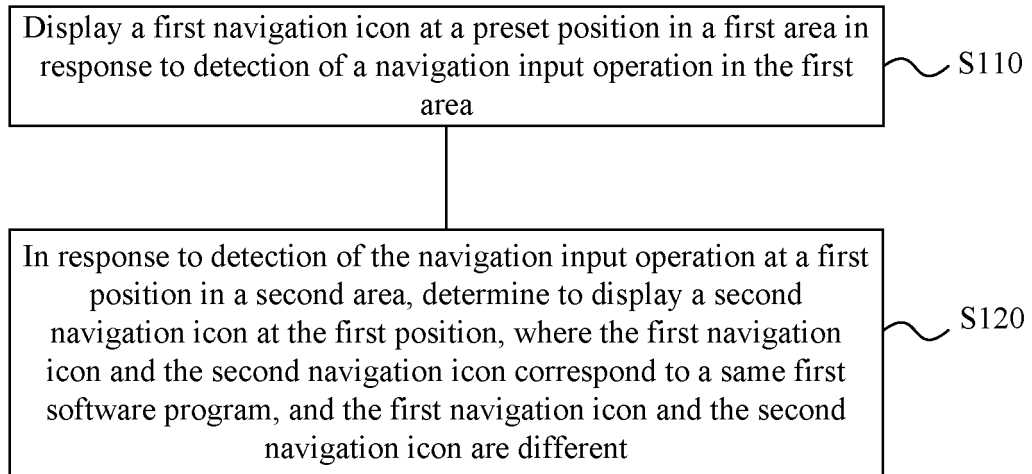 Display a first navigation icon at a preset position in a first area in
response to detection of a navigation input operation in the first
area
S110
In response to detection of the navigation input operation at a first
position in a second area, determine to display a second
navigation icon at the first position, where the first navigation
icon and the second navigation icon correspond to a same first
software program, and the first navigation icon and the second
navigation icon are different
S120